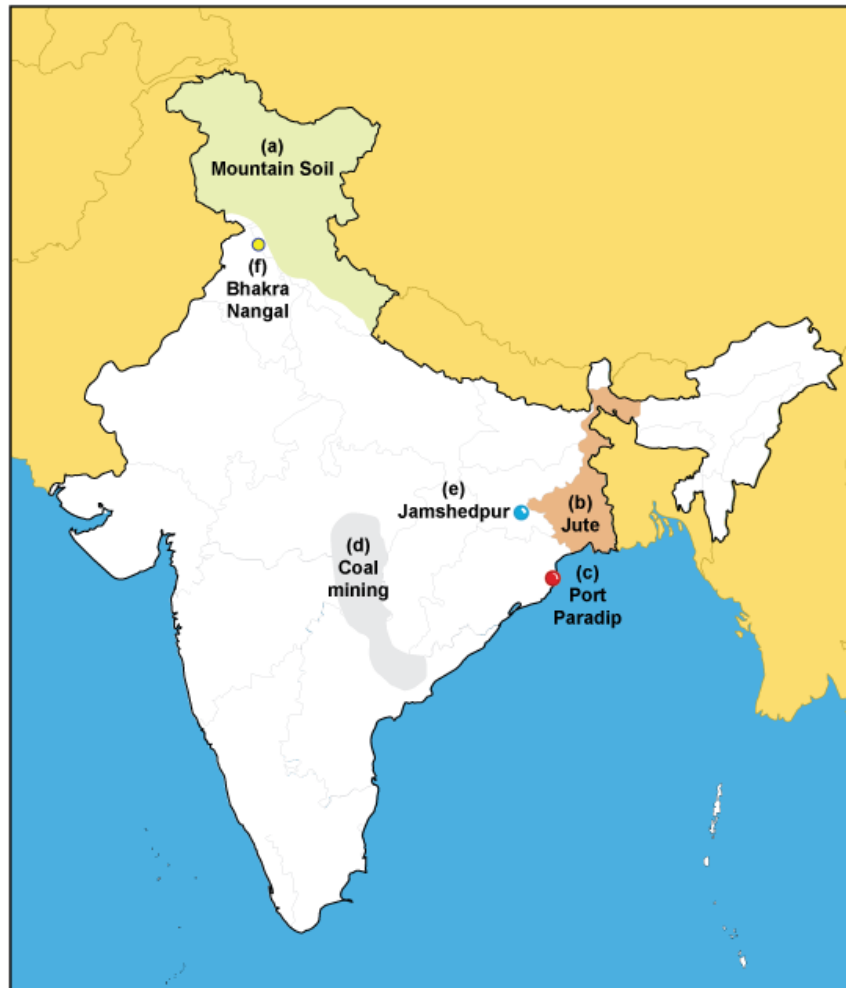 (a)
Mountain Soil
(f)
Bhakra
Nangal
(e)
Jamshedpur
(b)
Jute
(d)
Coal
mining
(c)
Port
Paradip